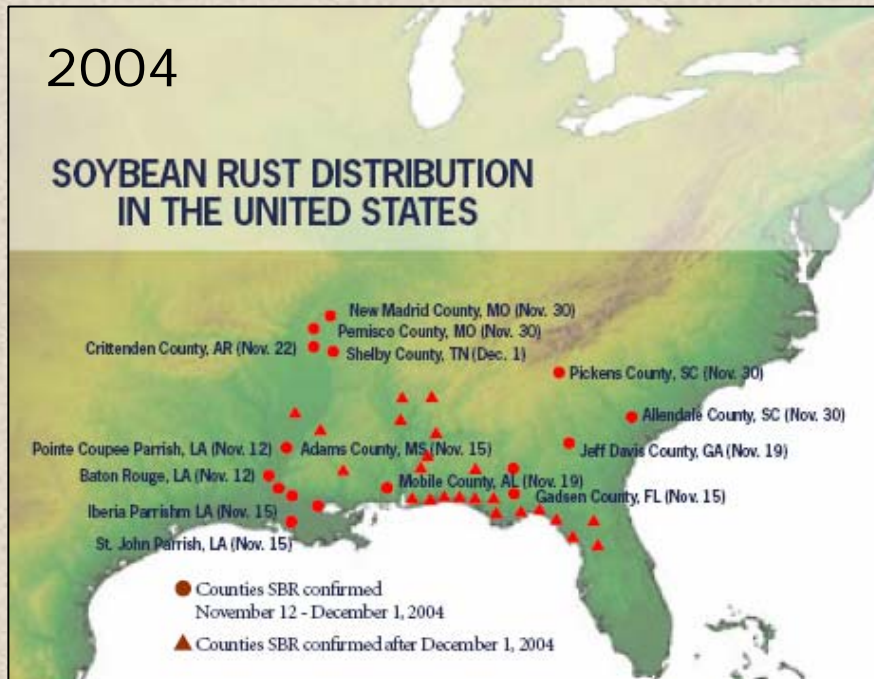 2004
SOYBEAN RUST DISTRIBUTION
IN THE UNITED STATES
New Madrid County, MO (Nov. 30)
Pemisco County, MO (Nov. 30)
Crittenden County, AR (Nov. 22)
Shelby County, TN (Dec. 1)
Pickens County, SC (Nov. 30)
Allendale County, SC (Nov. 30)
Pointe Coupee Parrish, LA (Nov. 12)
Adams County, MS (Nov. 15)
Jeff Davis County, GA (Nov. 19)
Baton Rouge, LA (Nov. 12)
Mobile County, AL (Nov. 19)
Gadsen County, FL (Nov. 15)
Iberia Parrishm LA (Nov. 15)
St. John Parrish, LA (Nov. 15)
Counties SBR confirmed
November 12 - December 1, 2004
Counties SBR confirmed after December 1, 2004